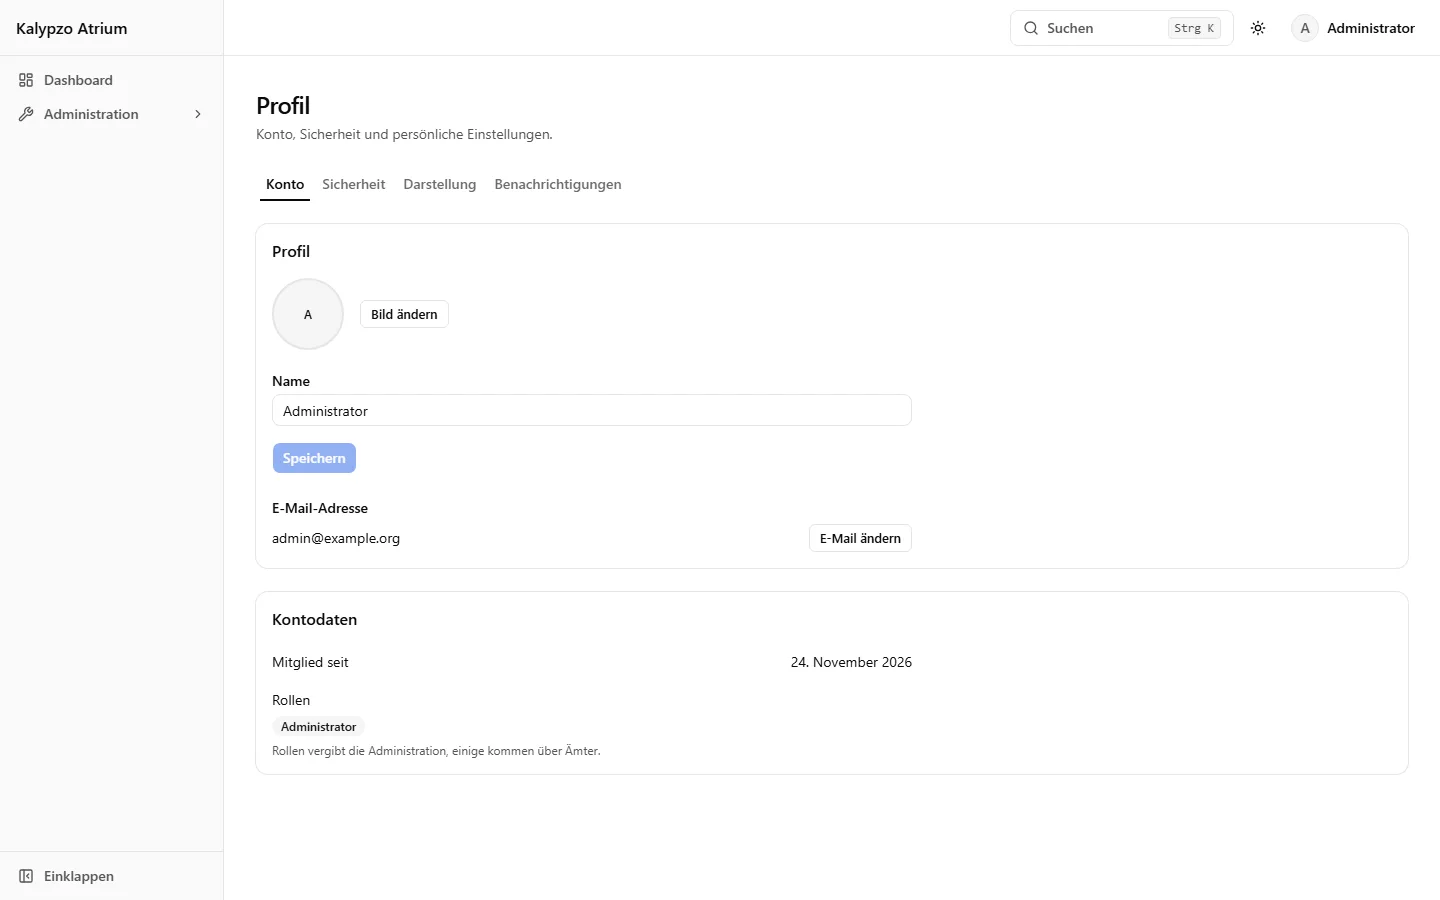 Kalypzo Atrium
Suchen
Strg K
A
Administrator
Dashboard
Administration
Profil
Konto, Sicherheit und persönliche Einstellungen.
Konto
Sicherheit
Darstellung
Benachrichtigungen
Profil
A
Bild ändern
Name
Administrator
Speichern
E-Mail-Adresse
admin@example.org
E-Mail ändern
Kontodaten
Mitglied seit
24. November 2026
Rollen
Administrator
Rollen vergibt die Administration, einige kommen über Ämter.
Einklappen